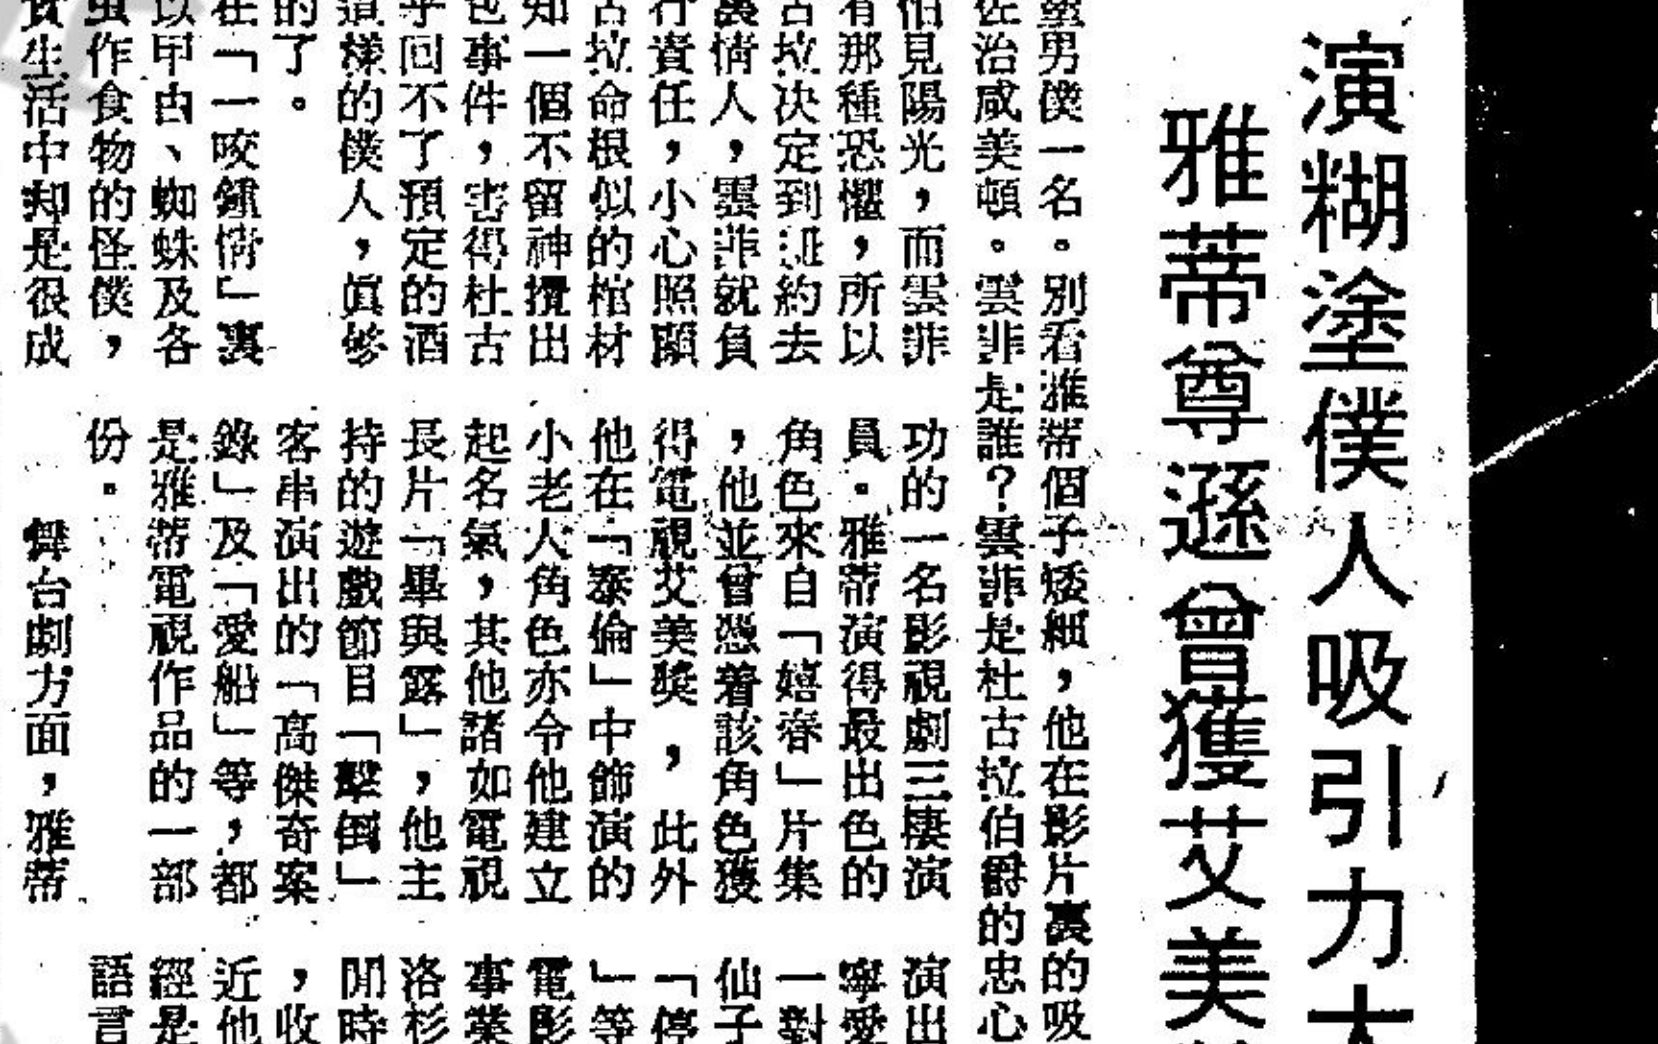 演糊塗僕人吸引力大
雅蒂尊遜曾獲艾美
男僕一名。別看雅蒂個子矮細，他在影片裏的吸
佐治咸美頓。雲菲是誰？雲菲是杜古拉伯爵的忠心
怕見陽光，而雲菲
有那種恐懼，所以
古拉決定到紐約去
裏情人，雲菲就負
行責任，小心照顧
古拉命根似的棺材
知一個不留神攪出
包事件，害得杜古
乎回不了預定的酒
這樣的僕人，眞慘
的了。
在「一咬鍾情」裏
以甲由、蜘蛛及各
虫作食物的怪僕，
實生活中却是很成
功的一名影視劇三棲演
員．雅蒂演得最出色的
角色來自「嬉春」片集
，他並曾憑着該角色獲
得電視艾美獎，此外
他在「泰倫」中飾演的
小老人角色亦令他建立
起名氣，其他諸如電視
長片「畢與露」，他主
持的遊戲節目「擊倒」
客串演出的「高傑奇案
錄」及「愛船」等，都
是雅蒂電視作品的一部
份．
舞台劇方面，雅蒂
演出
寧愛
一對
仙子
「停
」等
電影
事業
洛杉
閒時
，收
近他
經是
語言